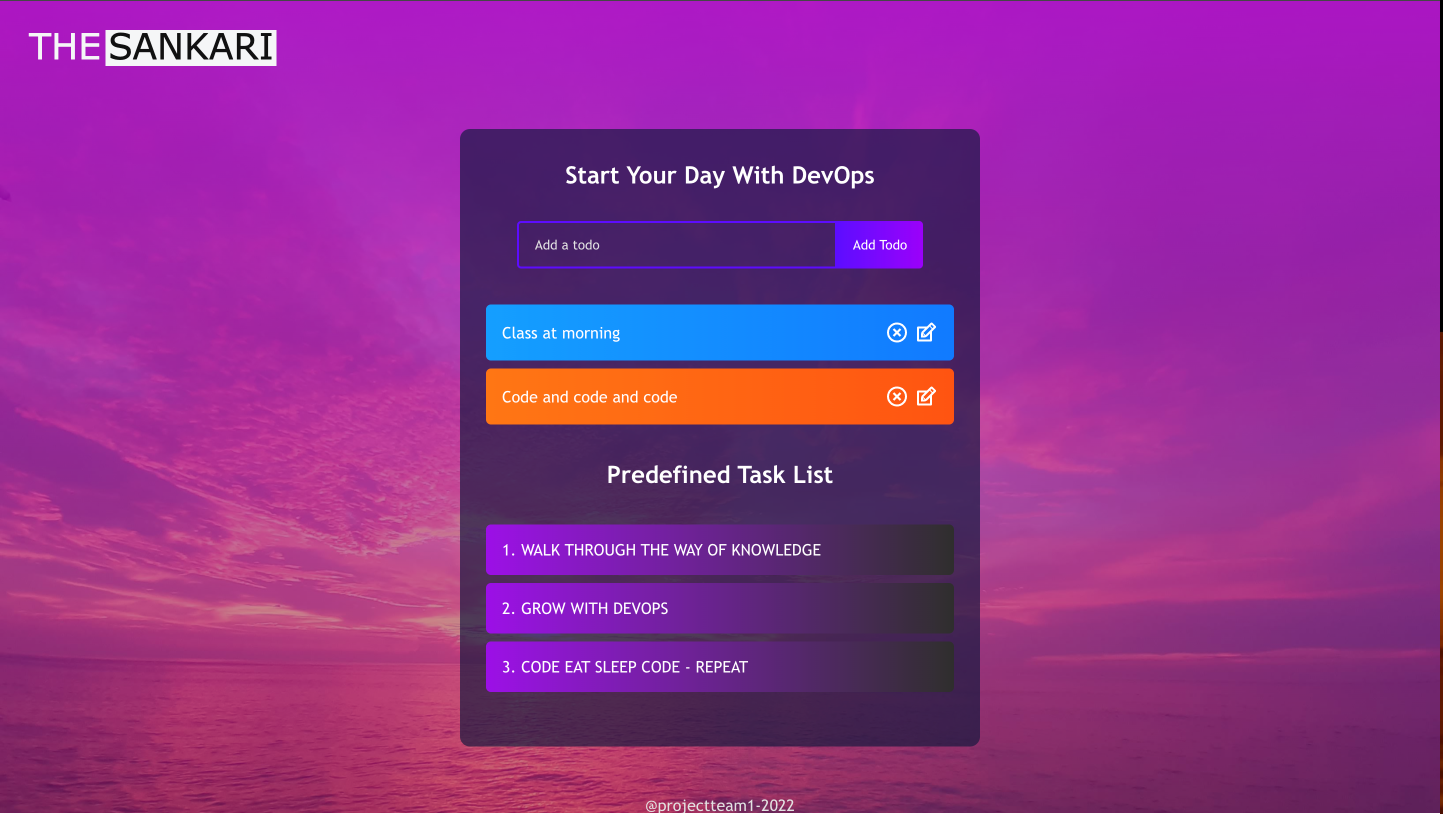 THE SANKARI
Start Your Day With DevOps
Add a todo
Add Todo
Class at morning
Code and code and code
Predefined Task List
1. WALK THROUGH THE WAY OF KNOWLEDGE
2. GROW WITH DEVOPS
3. CODE EAT SLEEP CODE - REPEAT
@projectteam1-2022